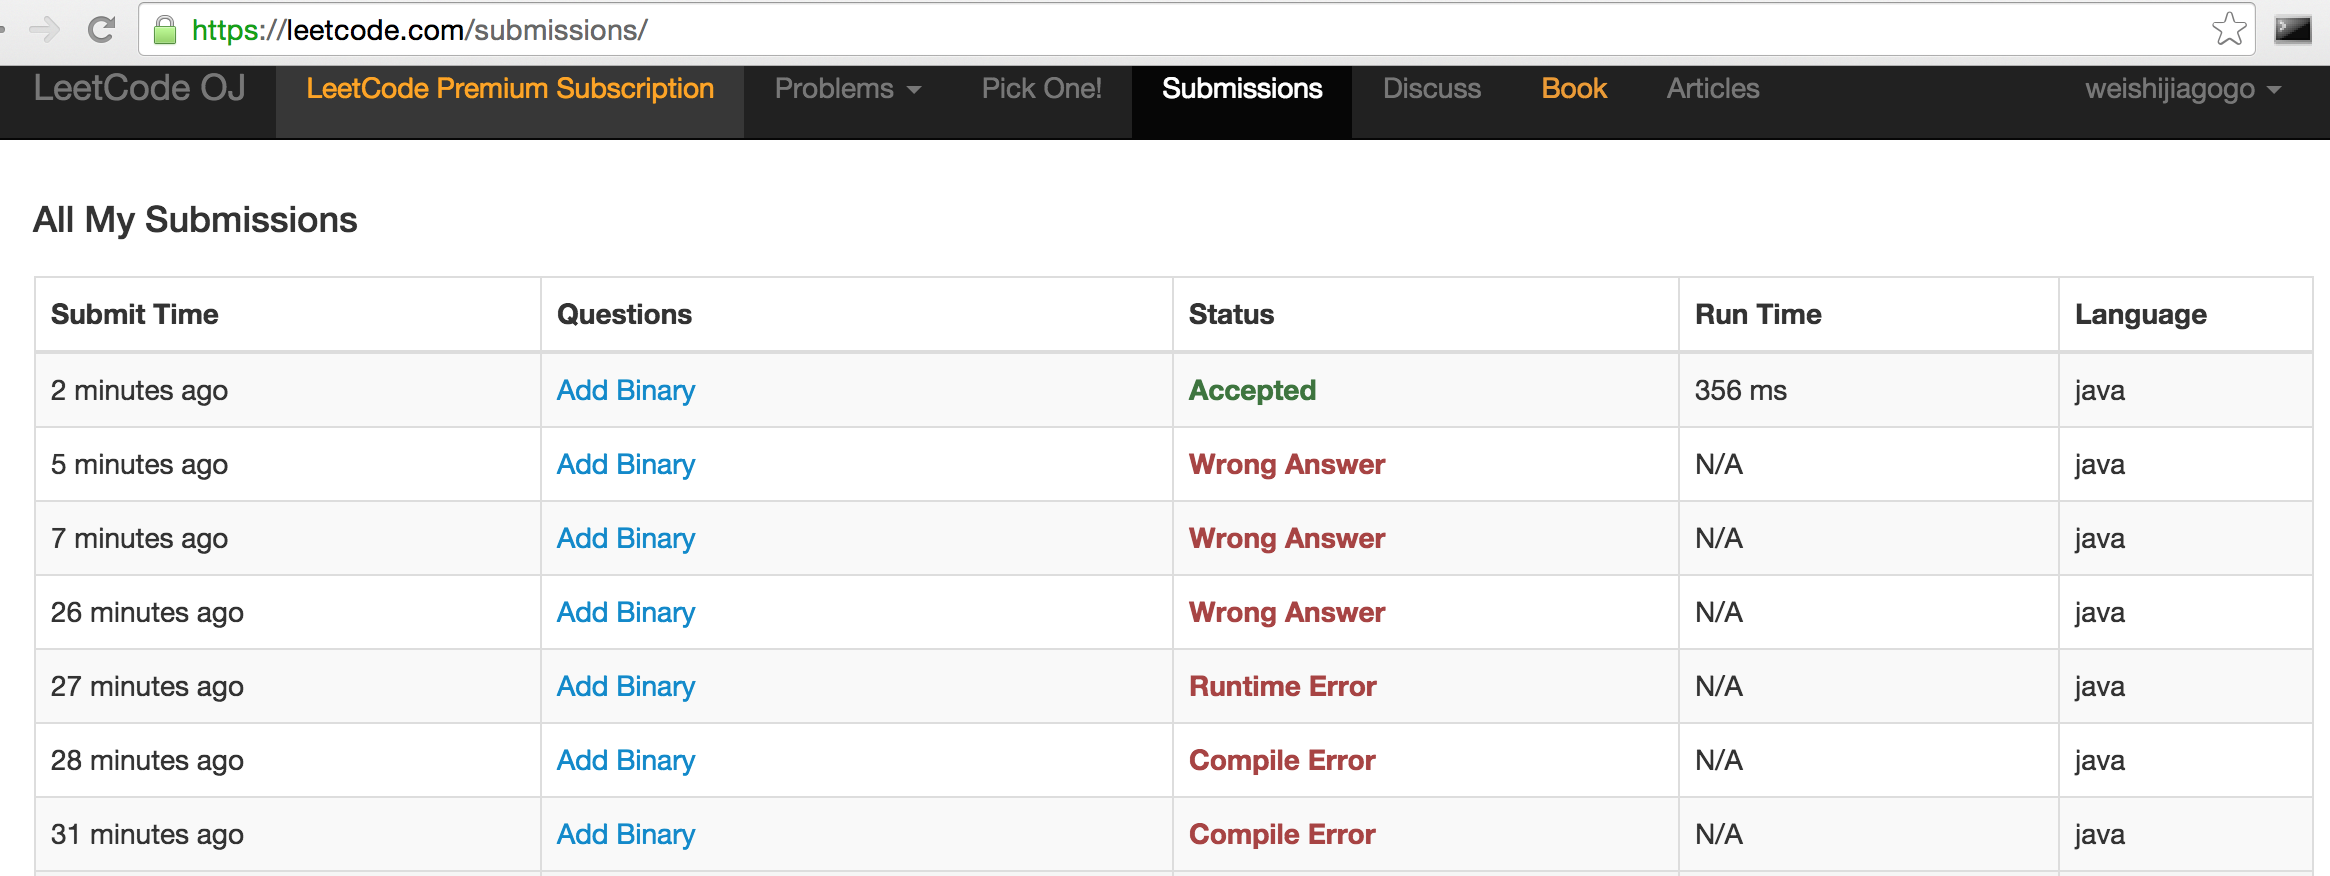 https://leetcode.com/submissions/
LeetCode OJ LeetCode Premium Subscription Problems Pick One! Submissions Discuss Book Articles weishijiagogo
All My Submissions
Submit Time Questions Status Run Time Language
2 minutes ago Add Binary Accepted 356 ms java
5 minutes ago Add Binary Wrong Answer N/A java
7 minutes ago Add Binary Wrong Answer N/A java
26 minutes ago Add Binary Wrong Answer N/A java
27 minutes ago Add Binary Runtime Error N/A java
28 minutes ago Add Binary Compile Error N/A java
31 minutes ago Add Binary Compile Error N/A java